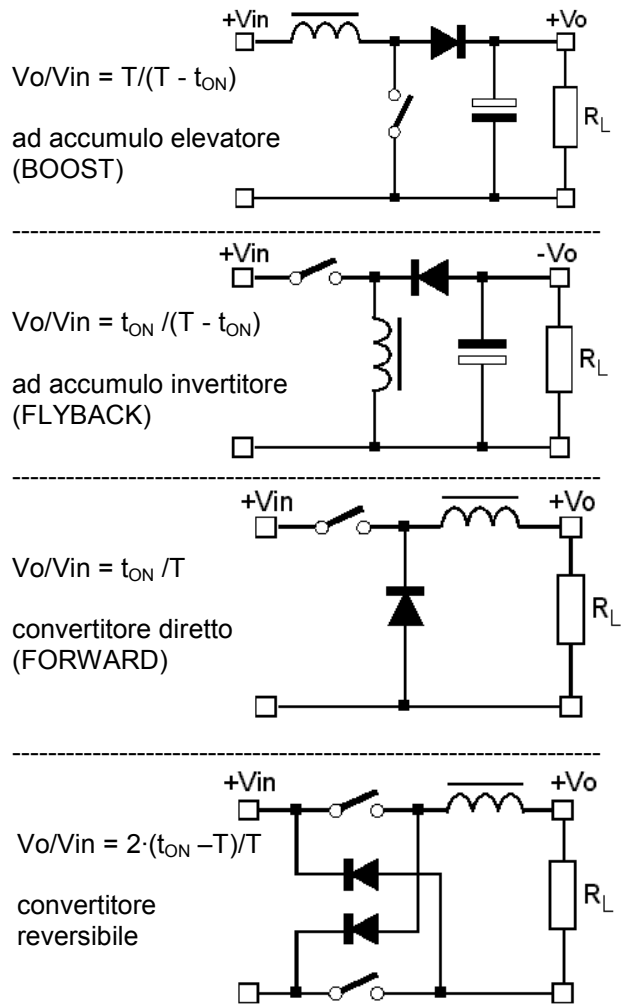 +Vin
+Vo
Vo/Vin = T/(T - tON)
ad accumulo elevatore
(BOOST)
RL
+Vin
-Vo
Vo/Vin = tON /(T - tON)
ad accumulo invertitore
(FLYBACK)
RL
+Vin
+Vo
Vo/Vin = tON /T
convertitore diretto
(FORWARD)
RL
+Vin
+Vo
Vo/Vin = 2·(tON –T)/T
convertitore
reversibile
RL